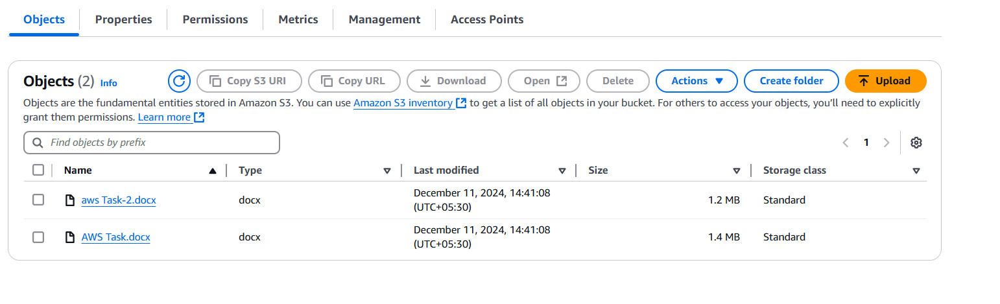 Objects Properties Permissions Metrics Management Access Points
Objects (2) Info Copy S3 URI Copy URL Download Open Delete Actions Create folder Upload
Objects are the fundamental entities stored in Amazon S3. You can use Amazon S3 inventory to get a list of all objects in your bucket. For others to access your objects, you’ll need to explicitly
grant them permissions. Learn more
Find objects by prefix 1
Name Type Last modified Size Storage class
aws Task-2.docx docx December 11, 2024, 14:41:08 (UTC+05:30) 1.2 MB Standard
AWS Task.docx docx December 11, 2024, 14:41:08 (UTC+05:30) 1.4 MB Standard